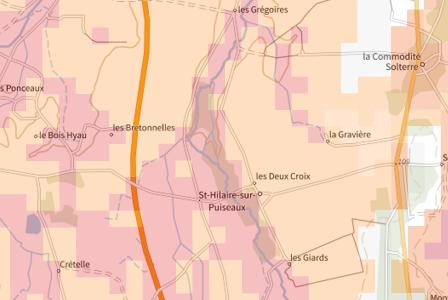 les Grégoires
la Commodité
Solterre
s Ponceaux
le Bois Hyau
les Bretonnelles
la Gravière
les Deux Croix
St-Hilaire-sur-
Puiseaux
les Giards
Crételle